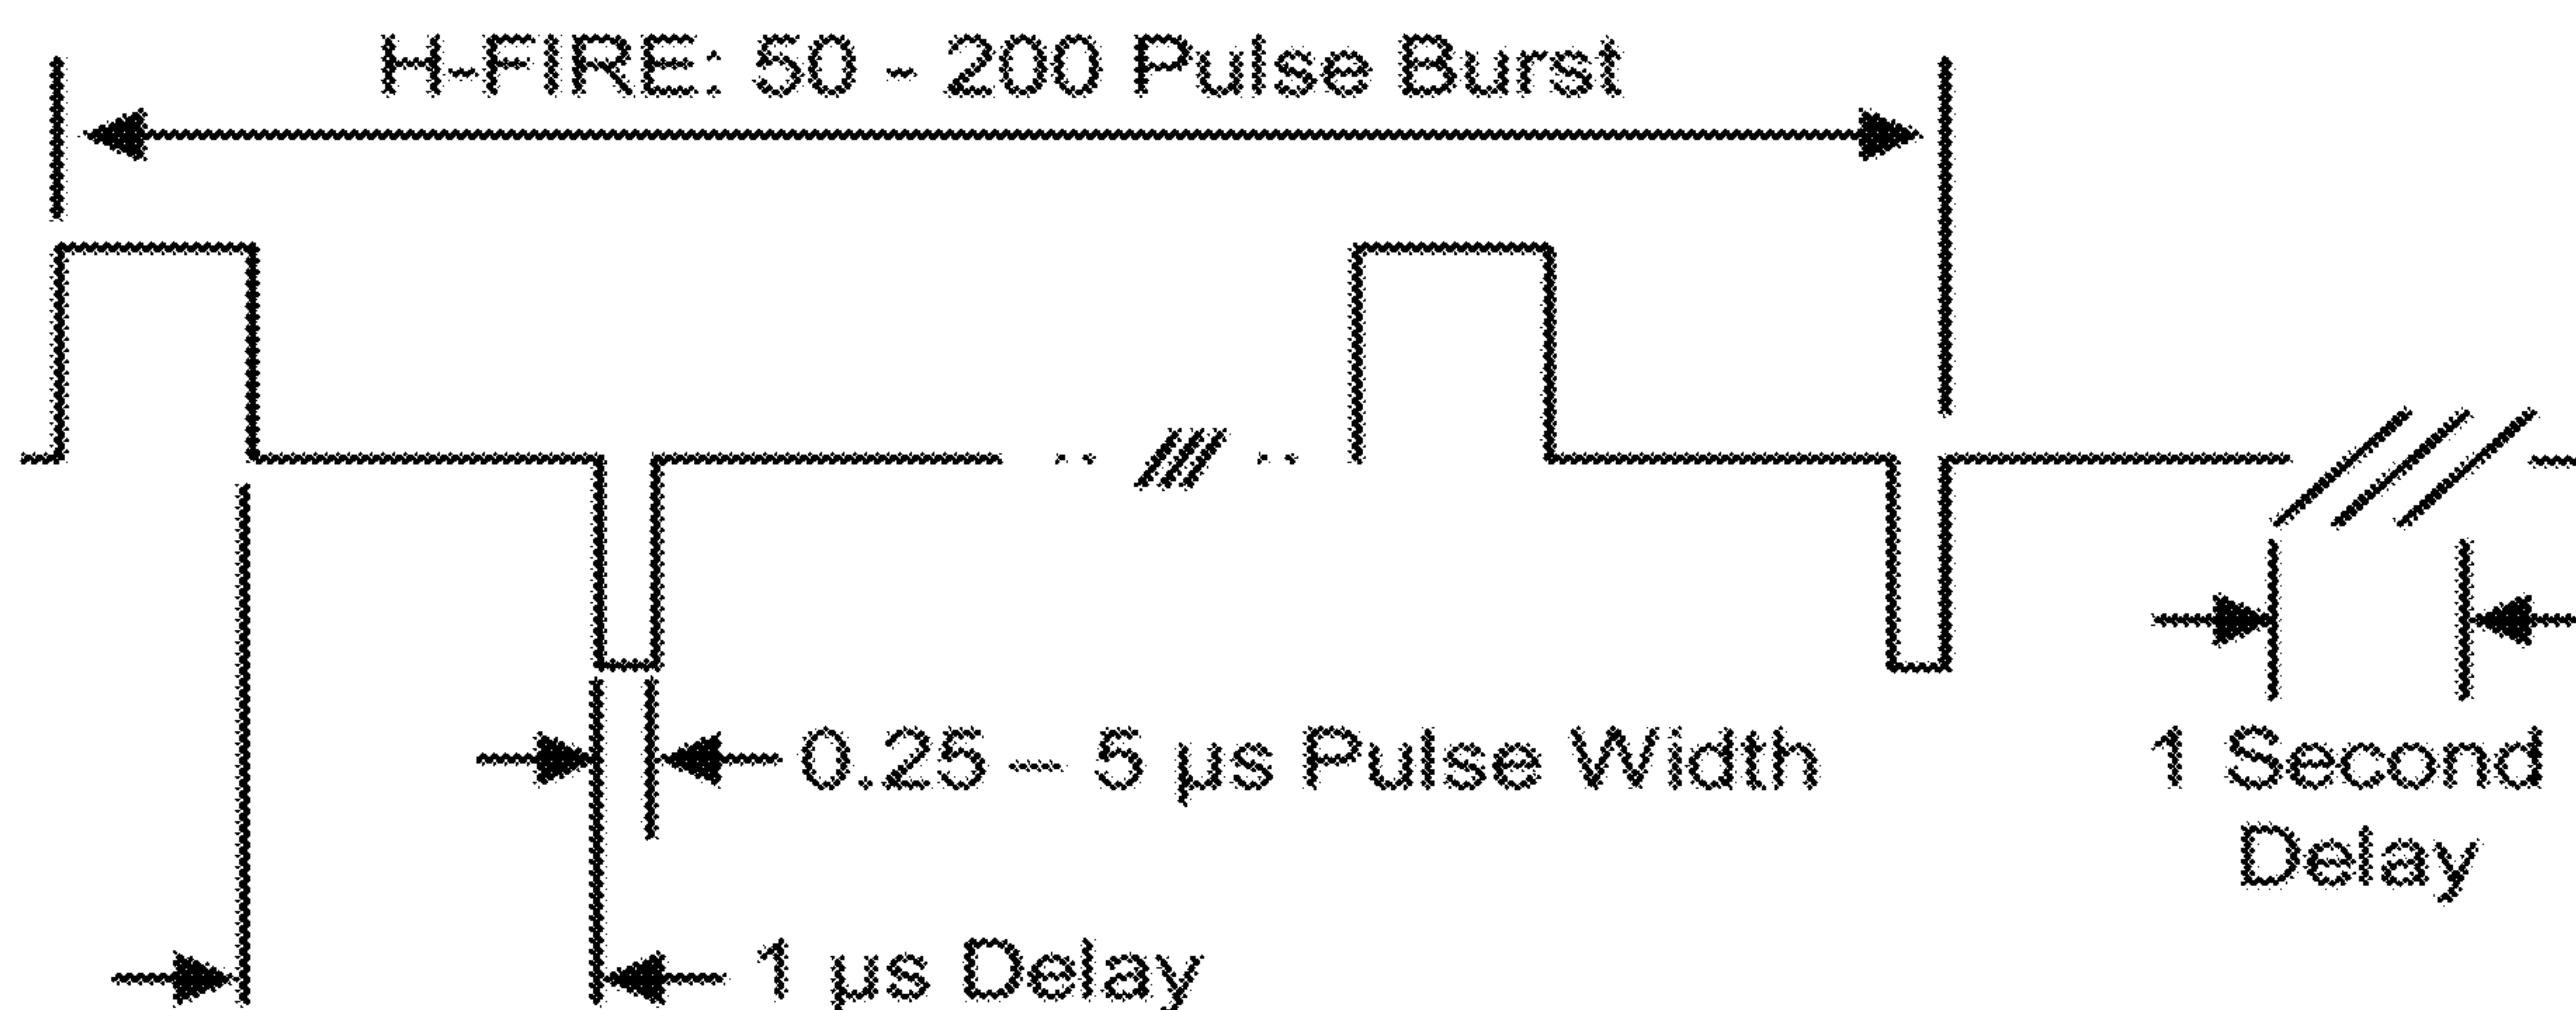 H-FIRE: 50 - 200 Pulse Burst
0.25 – 5 µs Pulse Width
1 Second
Delay
1 µs Delay